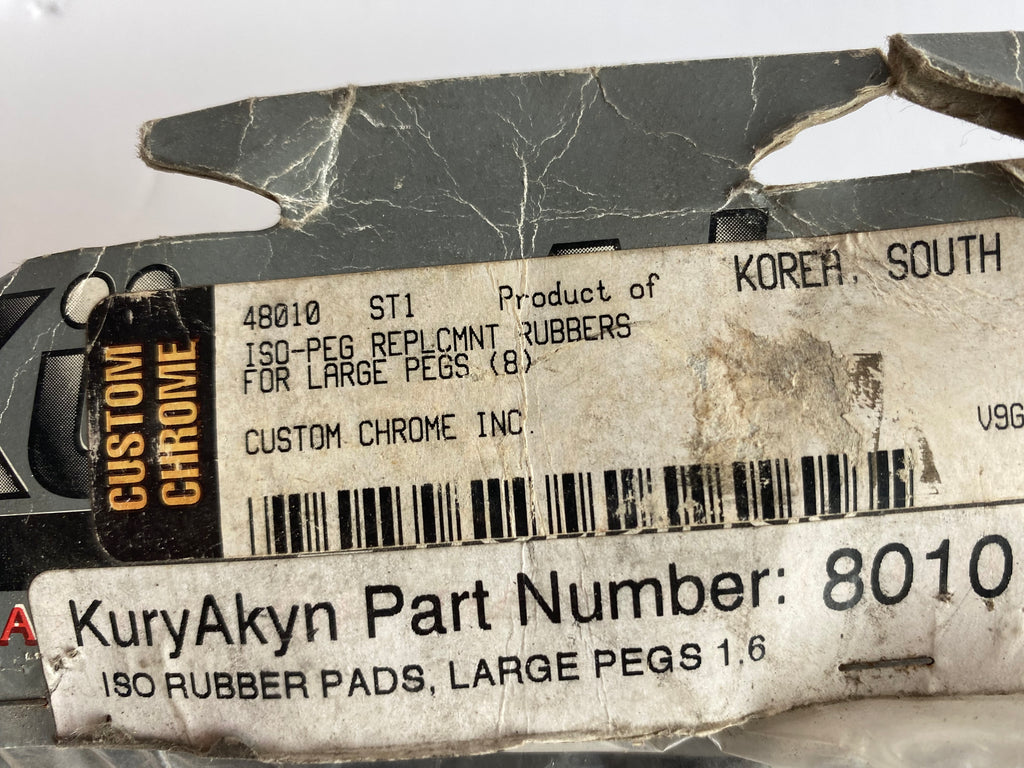 48010 ST1 Product of KOREA, SOUTH
ISO-PEG REPLCMNT RUBBERS
FOR LARGE PEGS (8)
CUSTOM CHROME INC.
V9G
CUSTOM
CHROME
KuryAkyn Part Number: 8010
ISO RUBBER PADS, LARGE PEGS 1.6
A